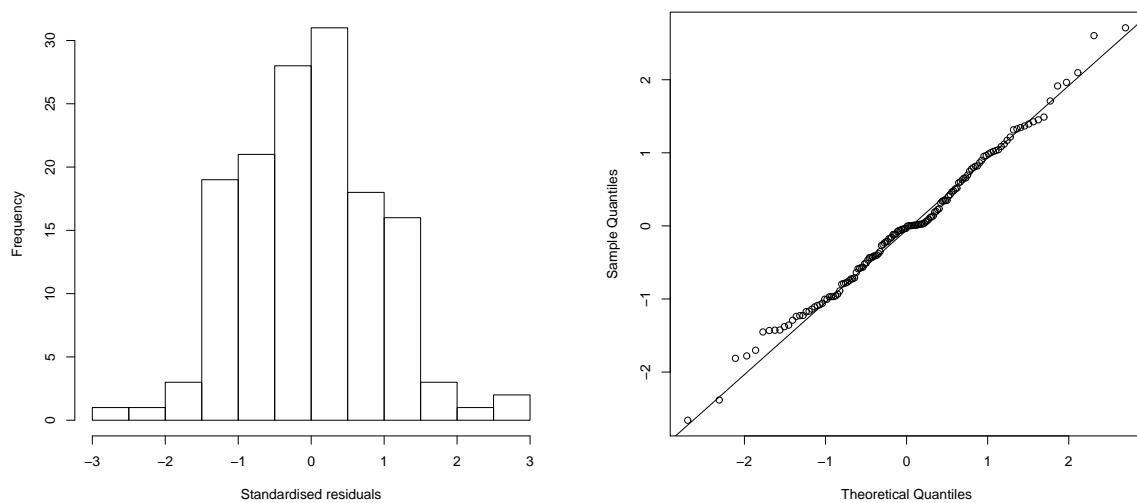 30
25
20
15
10
5
0
Frequency
−3 −2 −1 0 1 2 3
Standardised residuals
2
1
0
−1
−2
Sample Quantiles
−2 −1 0 1 2
Theoretical Quantiles